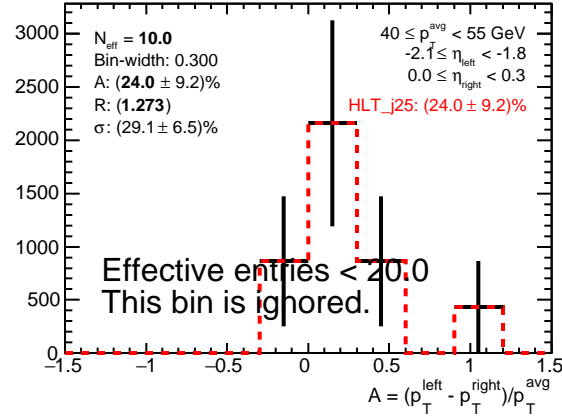 N_eff = 10.0
Bin-width: 0.300
A: (24.0 ± 9.2)%
R: (1.273)
σ: (29.1 ± 6.5)%
40 ≤ p_T^avg < 55 GeV
-2.1 ≤ η_left < -1.8
0.0 ≤ η_right < 0.3
HLT_j25: (24.0 ± 9.2)%
Effective entries < 20.0
This bin is ignored.
3000
2500
2000
1500
1000
500
0
−1.5 −1 −0.5 0 0.5 1 1.5
A = (p_T^left - p_T^right)/p_T^avg